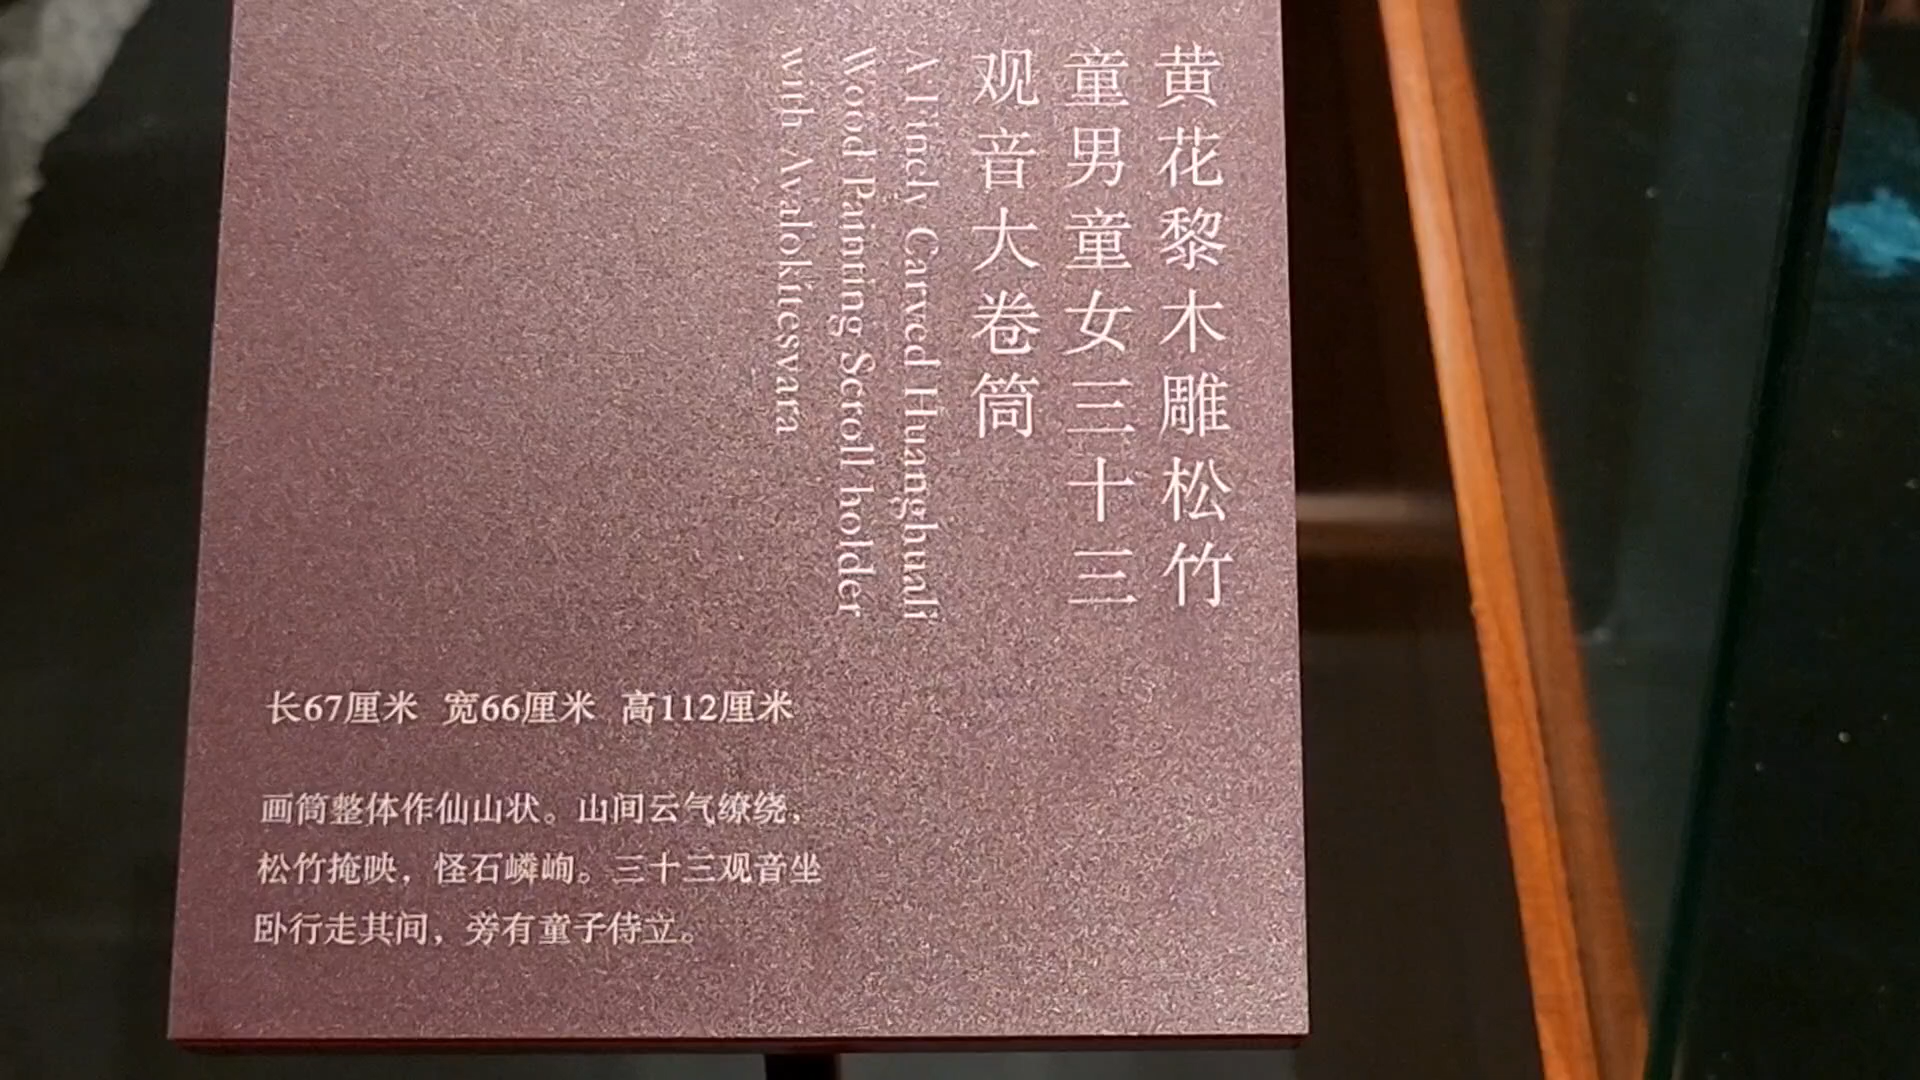 黄花黎木雕松竹
童男童女三十三
观音大卷筒
A Finely Carved Huanghuali
Wood Painting Scroll holder
with Avalokitesvara
长67厘米 宽66厘米 高112厘米
画筒整体作仙山状。山间云气缭绕，
松竹掩映，怪石嶙峋。三十三观音坐
卧行走其间，旁有童子侍立。